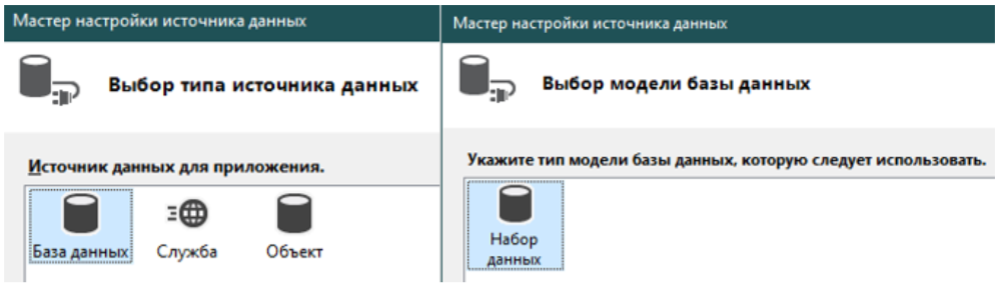 Мастер настройки источника данных
Выбор типа источника данных
Источник данных для приложения.
База данных
Служба
Объект
Мастер настройки источника данных
Выбор модели базы данных
Укажите тип модели базы данных, которую следует использовать.
Набор
данных